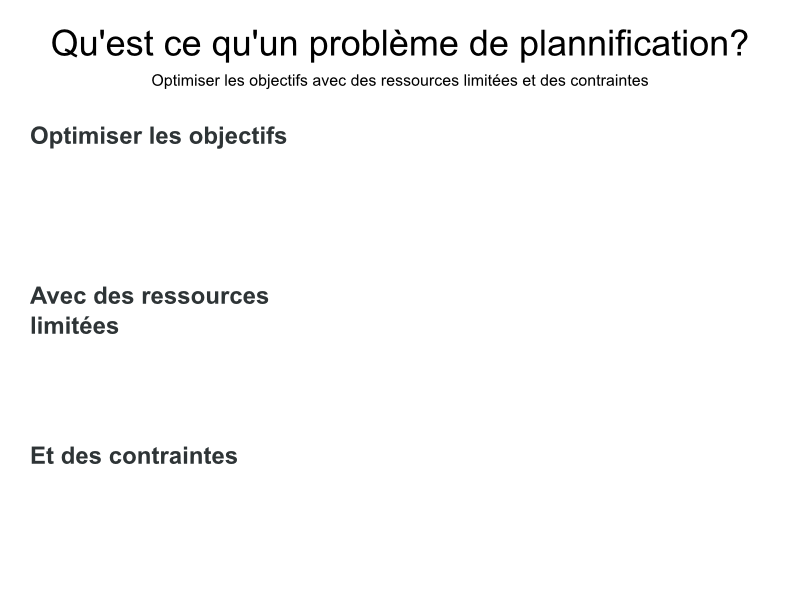 Qu'est ce qu'un problème de plannification?
Optimiser les objectifs avec des ressources limitées et des contraintes
Optimiser les objectifs
Avec des ressources
limitées
Et des contraintes